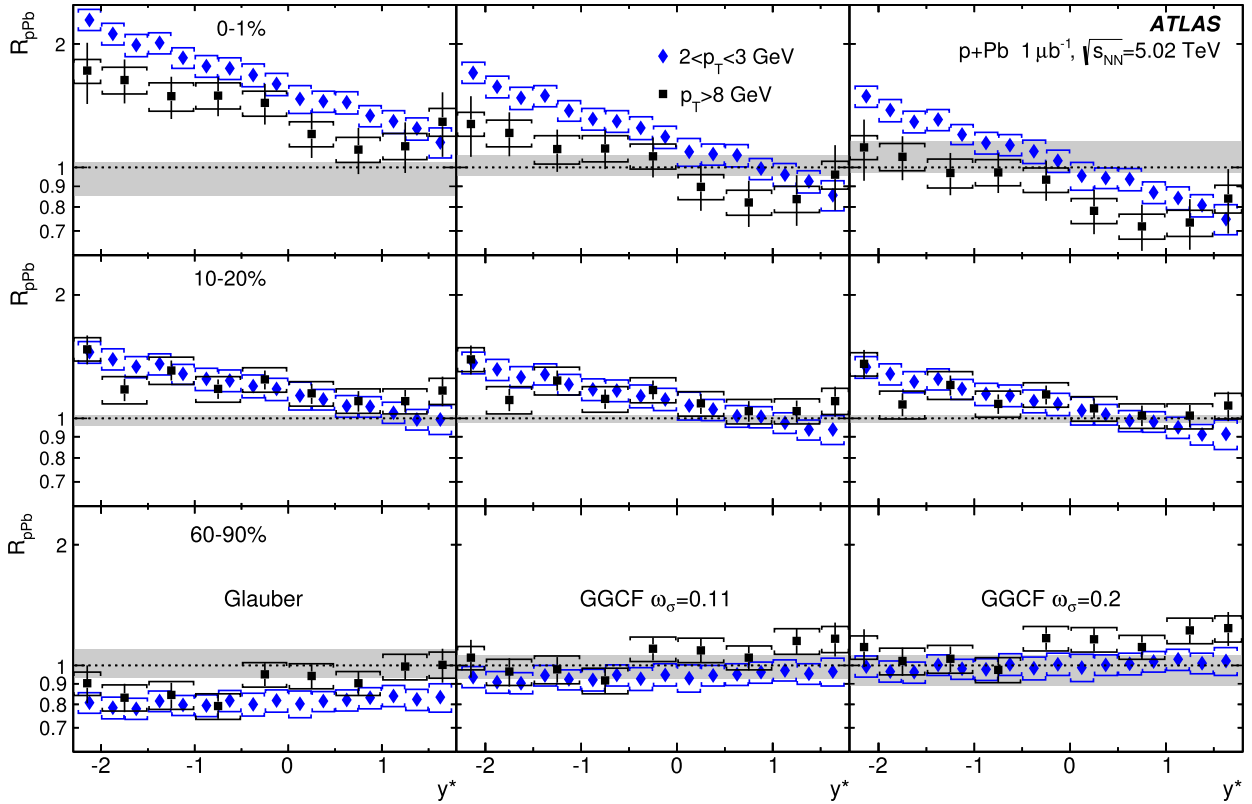 R_pPb
2
1
0.9
0.8
0.7
0-1%
2<p_T<3 GeV
p_T>8 GeV
ATLAS
p+Pb 1 μb⁻¹, √s_NN=5.02 TeV
R_pPb
2
1
0.9
0.8
0.7
10-20%
R_pPb
2
1
0.9
0.8
0.7
60-90%
Glauber
GGCF ω_σ=0.11
GGCF ω_σ=0.2
-2 -1 0 1
-2 -1 0 1
-2 -1 0 1
y* y* y*